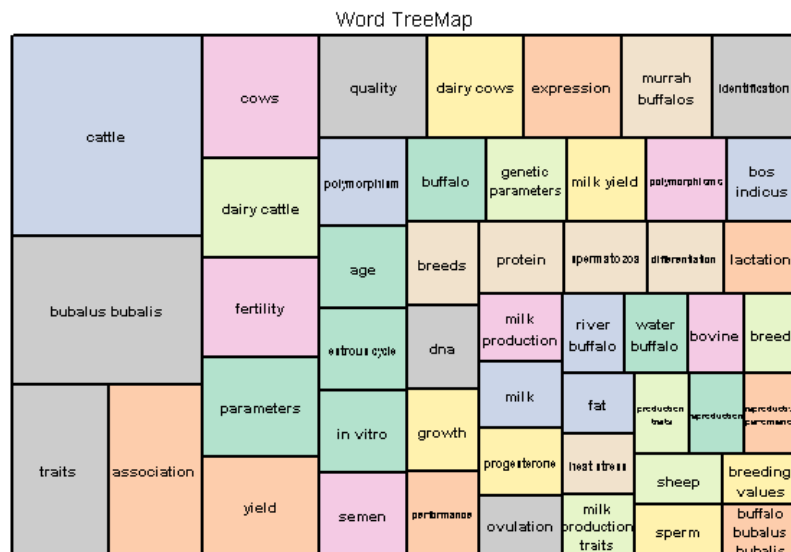 Word TreeMap
cattle
cows
quality
dairy cows
expression
murrah
buffalos
identification
polymorphism
buffalo
genetic
parameters
milk yield
polymorphisms
bos
indicus
dairy cattle
bubalus bubalis
age
breeds
protein
spermatozoa
differentiation
lactation
fertility
estrous cycle
dna
milk
production
river
buffalo
water
buffalo
bovine
breed
traits
association
parameters
in vitro
growth
milk
fat
production
traits
reproduction
reproductive
performance
yield
semen
performance
progesterone
heat stress
sheep
breeding
values
ovulation
milk
production
traits
sperm
buffalo
bubalus
bubalis